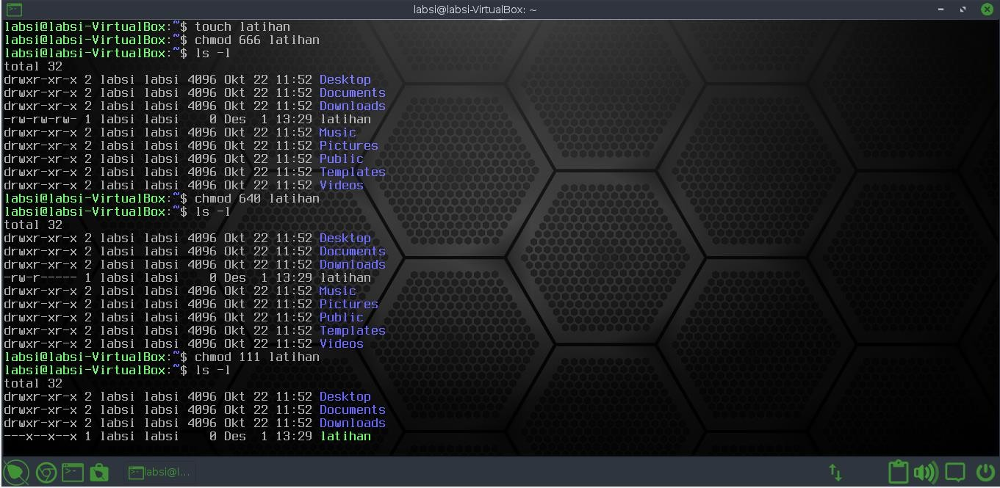 labsi@labsi-VirtualBox: ~
labsi@labsi-VirtualBox:~$ touch latihan
labsi@labsi-VirtualBox:~$ chmod 666 latihan
labsi@labsi-VirtualBox:~$ ls -l
total 32
drwxr-xr-x 2 labsi labsi 4096 Okt 22 11:52 Desktop
drwxr-xr-x 2 labsi labsi 4096 Okt 22 11:52 Documents
drwxr-xr-x 2 labsi labsi 4096 Okt 22 11:52 Downloads
-rw-rw-rw- 1 labsi labsi    0 Des  1 13:29 latihan
drwxr-xr-x 2 labsi labsi 4096 Okt 22 11:52 Music
drwxr-xr-x 2 labsi labsi 4096 Okt 22 11:52 Pictures
drwxr-xr-x 2 labsi labsi 4096 Okt 22 11:52 Public
drwxr-xr-x 2 labsi labsi 4096 Okt 22 11:52 Templates
drwxr-xr-x 2 labsi labsi 4096 Okt 22 11:52 Videos
labsi@labsi-VirtualBox:~$ chmod 640 latihan
labsi@labsi-VirtualBox:~$ ls -l
total 32
drwxr-xr-x 2 labsi labsi 4096 Okt 22 11:52 Desktop
drwxr-xr-x 2 labsi labsi 4096 Okt 22 11:52 Documents
drwxr-xr-x 2 labsi labsi 4096 Okt 22 11:52 Downloads
-rw-r----- 1 labsi labsi    0 Des  1 13:29 latihan
drwxr-xr-x 2 labsi labsi 4096 Okt 22 11:52 Music
drwxr-xr-x 2 labsi labsi 4096 Okt 22 11:52 Pictures
drwxr-xr-x 2 labsi labsi 4096 Okt 22 11:52 Public
drwxr-xr-x 2 labsi labsi 4096 Okt 22 11:52 Templates
drwxr-xr-x 2 labsi labsi 4096 Okt 22 11:52 Videos
labsi@labsi-VirtualBox:~$ chmod 111 latihan
labsi@labsi-VirtualBox:~$ ls -l
total 32
drwxr-xr-x 2 labsi labsi 4096 Okt 22 11:52 Desktop
drwxr-xr-x 2 labsi labsi 4096 Okt 22 11:52 Documents
drwxr-xr-x 2 labsi labsi 4096 Okt 22 11:52 Downloads
---x--x--x 1 labsi labsi    0 Des  1 13:29 latihan
labsi@l...